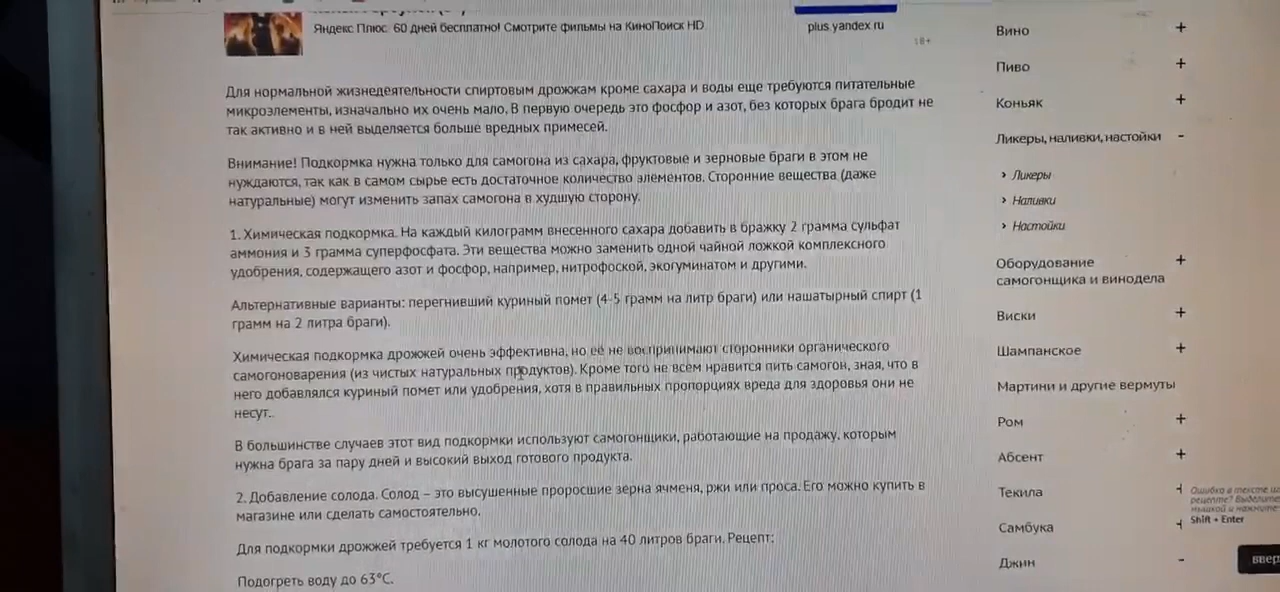 Яндекс Плюс 60 дней бесплатно! Смотрите фильмы на КиноПоиск HD
plus.yandex.ru
18+
Для нормальной жизнедеятельности спиртовым дрожжам кроме сахара и воды еще требуются питательные
микроэлементы, изначально их очень мало. В первую очередь это фосфор и азот, без которых брага бродит не
так активно и в ней выделяется больше вредных примесей.
Внимание! Подкормка нужна только для самогона из сахара, фруктовые и зерновые браги в этом не
нуждаются, так как в самом сырье есть достаточное количество элементов. Сторонние вещества (даже
натуральные) могут изменить запах самогона в худшую сторону.
1. Химическая подкормка. На каждый килограмм внесенного сахара добавить в бражку 2 грамма сульфат
аммония и 3 грамма суперфосфата. Эти вещества можно заменить одной чайной ложкой комплексного
удобрения, содержащего азот и фосфор, например, нитрофоской, экогуминатом и другими.
Альтернативные варианты: перегнивший куриный помет (4-5 грамм на литр браги) или нашатырный спирт (1
грамм на 2 литра браги).
Химическая подкормка дрожжей очень эффективна, но её не воспринимают сторонники органического
самогоноварения (из чистых натуральных продуктов). Кроме того не всем нравится пить самогон, зная, что в
него добавлялся куриный помет или удобрения, хотя в правильных пропорциях вреда для здоровья они не
несут..
В большинстве случаев этот вид подкормки используют самогонщики, работающие на продажу, которым
нужна брага за пару дней и высокий выход готового продукта.
2. Добавление солода. Солод – это высушенные проросшие зерна ячменя, ржи или проса. Его можно купить в
магазине или сделать самостоятельно.
Для подкормки дрожжей требуется 1 кг молотого солода на 40 литров браги. Рецепт:
Подогреть воду до 63°C.
Вино +
Пиво +
Коньяк +
Ликеры, наливки, настойки -
› Ликеры
› Наливки
› Настойки
Оборудование +
самогонщика и винодела
Виски +
Шампанское +
Мартини и другие вермуты
Ром +
Абсент +
Текила
Самбука
Джин -
Ошибка в тексте или
рецепте? Выделите
мышкой и нажмите
Shift + Enter